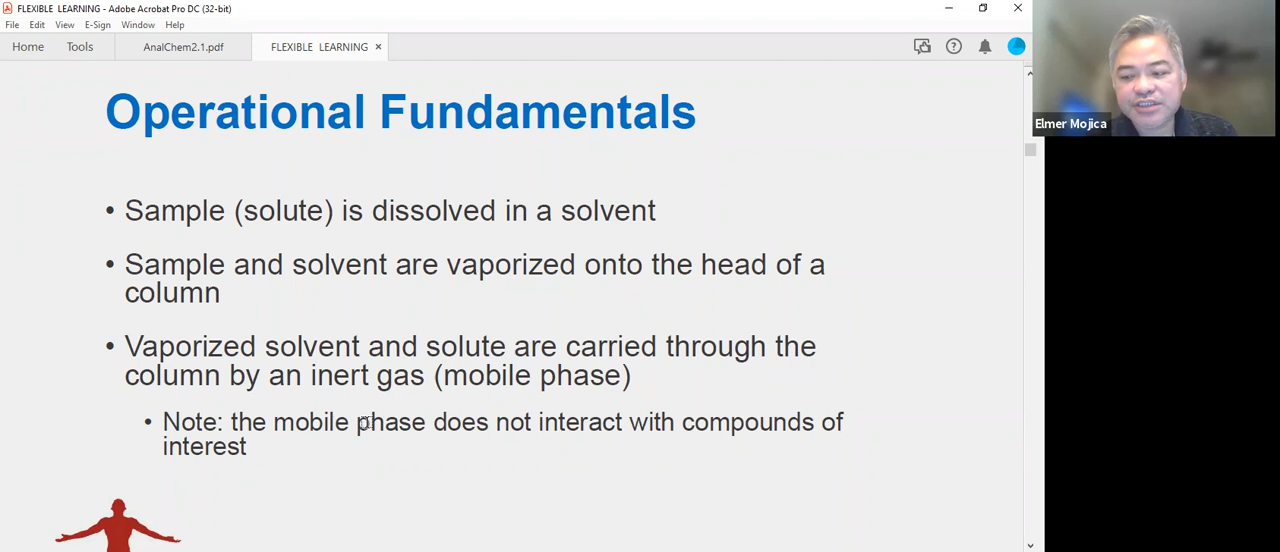 FLEXIBLE LEARNING - Adobe Acrobat Pro DC (32-bit)
File Edit View E-Sign Window Help
Home Tools AnalChem2.1.pdf FLEXIBLE LEARNING ×
Elmer Mojica
Operational Fundamentals
• Sample (solute) is dissolved in a solvent
• Sample and solvent are vaporized onto the head of a
column
• Vaporized solvent and solute are carried through the
column by an inert gas (mobile phase)
• Note: the mobile phase does not interact with compounds of
interest